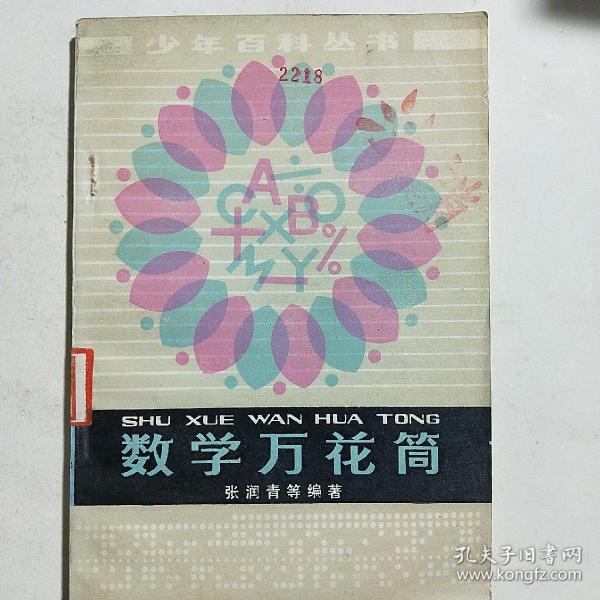 少年百科丛书
2218
A
B
C
X
%
M
Y
SHU XUE WAN HUA TONG
数学万花筒
张润青等编著
孔夫子旧书网
www.kongfz.com